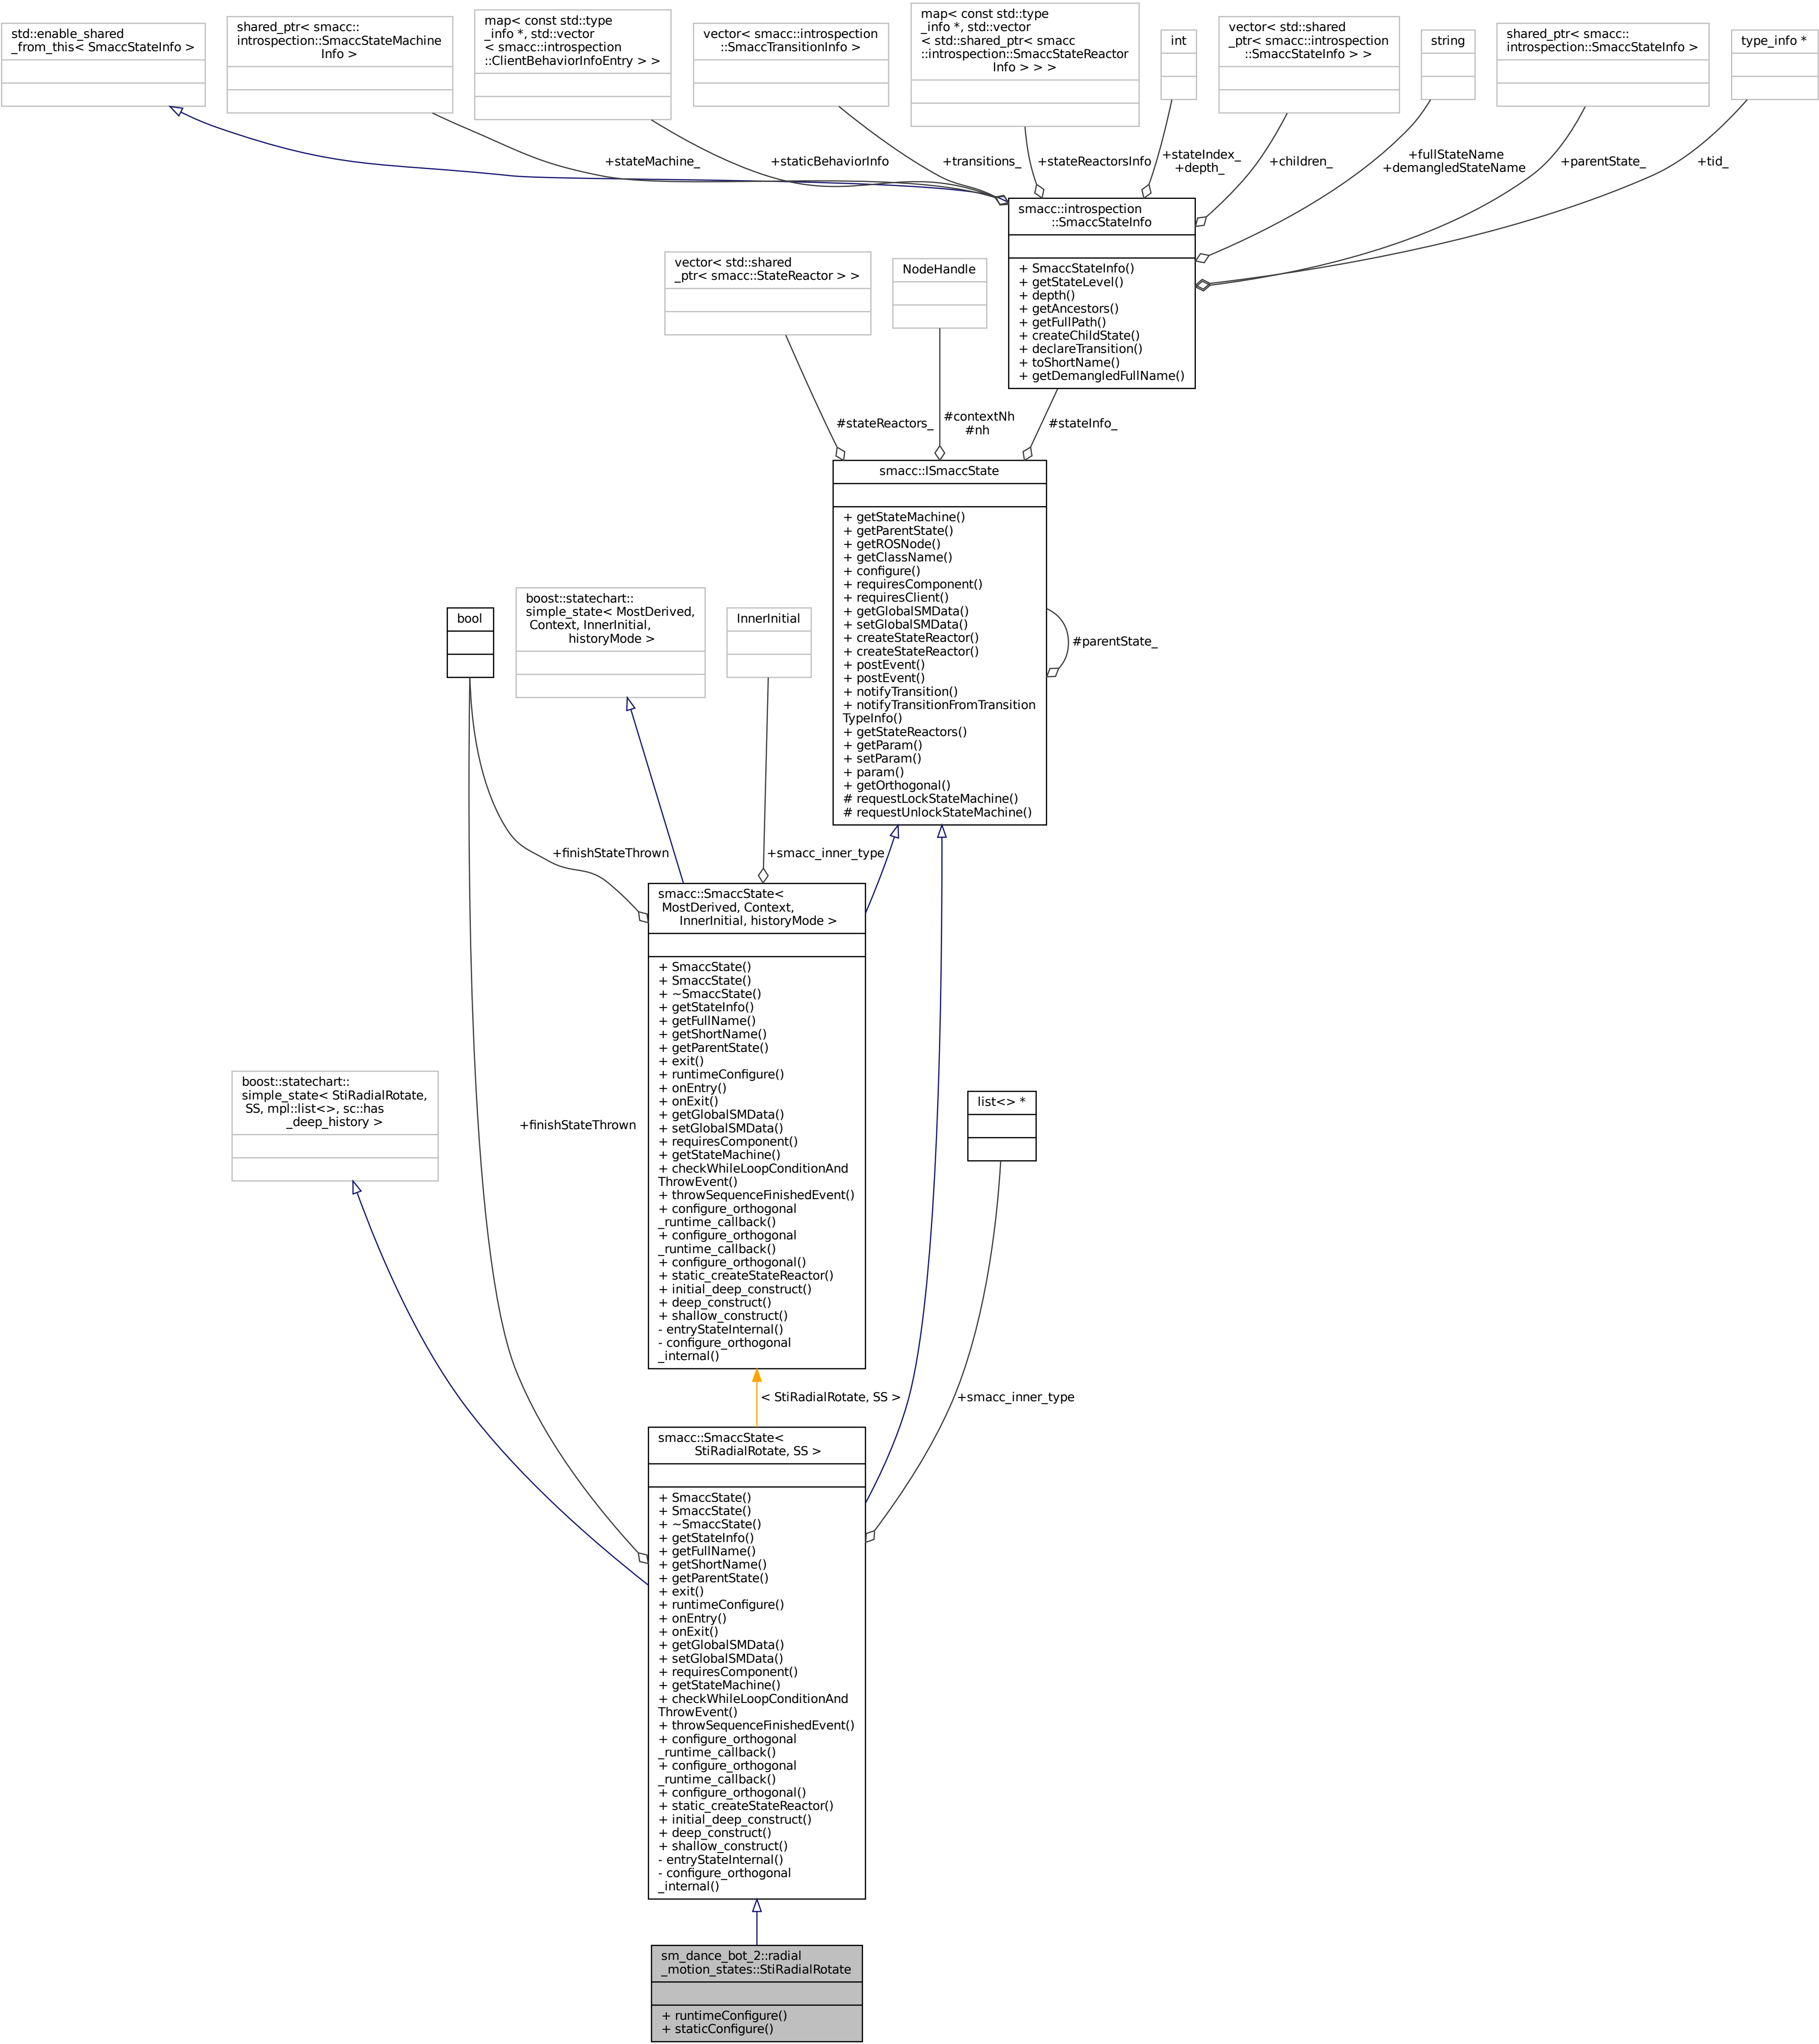 std::enable_shared
_from_this< SmaccStateInfo >
shared_ptr< smacc::
introspection::SmaccStateMachine
Info >
map< const std::type
_info *, std::vector
< smacc::introspection
::ClientBehaviorInfoEntry > >
vector< smacc::introspection
::SmaccTransitionInfo >
map< const std::type
_info *, std::vector
< std::shared_ptr< smacc
::introspection::SmaccStateReactor
Info > > >
int
vector< std::shared
_ptr< smacc::introspection
::SmaccStateInfo > >
string
shared_ptr< smacc::
introspection::SmaccStateInfo >
type_info *
+stateMachine_
+staticBehaviorInfo
+transitions_
+stateReactorsInfo
+stateIndex_
+depth_
+children_
+fullStateName
+demangledStateName
+parentState_
+tid_
smacc::introspection
::SmaccStateInfo
+ SmaccStateInfo()
+ getStateLevel()
+ depth()
+ getAncestors()
+ getFullPath()
+ createChildState()
+ declareTransition()
+ toShortName()
+ getDemangledFullName()
vector< std::shared
_ptr< smacc::StateReactor > >
NodeHandle
#stateReactors_
#contextNh
#nh
#stateInfo_
smacc::ISmaccState
+ getStateMachine()
+ getParentState()
+ getROSNode()
+ getClassName()
+ configure()
+ requiresComponent()
+ requiresClient()
+ getGlobalSMData()
+ setGlobalSMData()
+ createStateReactor()
+ createStateReactor()
+ postEvent()
+ postEvent()
+ notifyTransition()
+ notifyTransitionFromTransition
TypeInfo()
+ getStateReactors()
+ getParam()
+ setParam()
+ param()
+ getOrthogonal()
# requestLockStateMachine()
# requestUnlockStateMachine()
#parentState_
bool
boost::statechart::
simple_state< MostDerived,
Context, InnerInitial,
historyMode >
InnerInitial
+finishStateThrown
+smacc_inner_type
smacc::SmaccState<
MostDerived, Context,
InnerInitial, historyMode >
+ SmaccState()
+ SmaccState()
+ ~SmaccState()
+ getStateInfo()
+ getFullName()
+ getShortName()
+ getParentState()
+ exit()
+ runtimeConfigure()
+ onEntry()
+ onExit()
+ getGlobalSMData()
+ setGlobalSMData()
+ requiresComponent()
+ getStateMachine()
+ checkWhileLoopConditionAnd
ThrowEvent()
+ throwSequenceFinishedEvent()
+ configure_orthogonal
_runtime_callback()
+ configure_orthogonal
_runtime_callback()
+ configure_orthogonal()
+ static_createStateReactor()
+ initial_deep_construct()
+ deep_construct()
+ shallow_construct()
- entryStateInternal()
- configure_orthogonal
_internal()
boost::statechart::
simple_state< StiRadialRotate,
SS, mpl::list<>, sc::has
_deep_history >
+finishStateThrown
list<> *
< StiRadialRotate, SS >
+smacc_inner_type
smacc::SmaccState<
StiRadialRotate, SS >
+ SmaccState()
+ SmaccState()
+ ~SmaccState()
+ getStateInfo()
+ getFullName()
+ getShortName()
+ getParentState()
+ exit()
+ runtimeConfigure()
+ onEntry()
+ onExit()
+ getGlobalSMData()
+ setGlobalSMData()
+ requiresComponent()
+ getStateMachine()
+ checkWhileLoopConditionAnd
ThrowEvent()
+ throwSequenceFinishedEvent()
+ configure_orthogonal
_runtime_callback()
+ configure_orthogonal
_runtime_callback()
+ configure_orthogonal()
+ static_createStateReactor()
+ initial_deep_construct()
+ deep_construct()
+ shallow_construct()
- entryStateInternal()
- configure_orthogonal
_internal()
sm_dance_bot_2::radial
_motion_states::StiRadialRotate
+ runtimeConfigure()
+ staticConfigure()